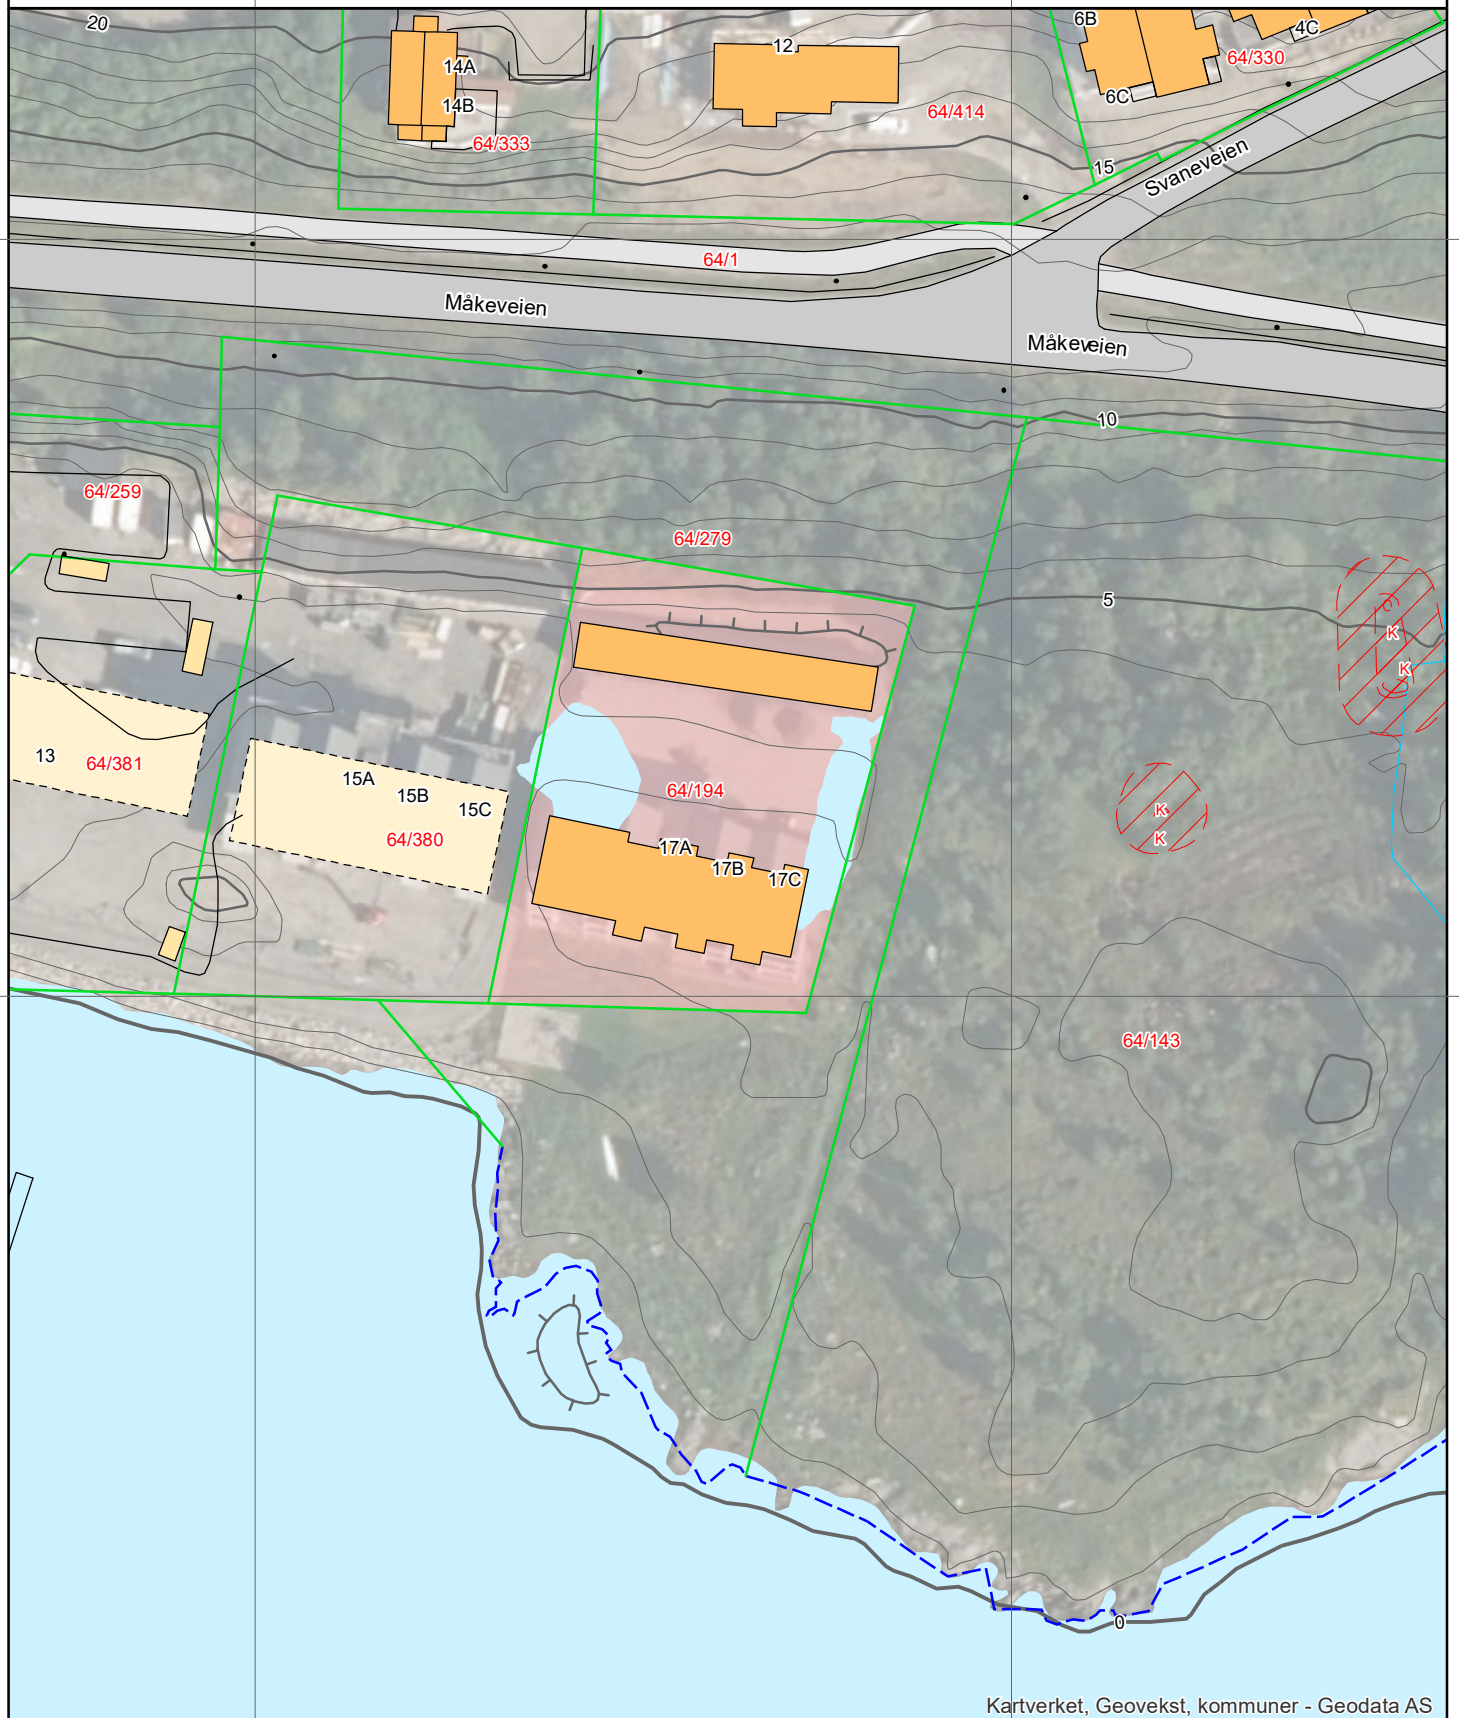 20
6B
4C
12
14A
64/330
14B
6C
64/414
64/333
15
Svaneveien
64/1
Måkeveien
Måkeveien
10
64/259
64/279
5
K
K
13
64/381
15A
15B
15C
64/194
64/380
K
K
17A
17B
17C
64/143
0
Kartverket, Geovekst, kommuner - Geodata AS